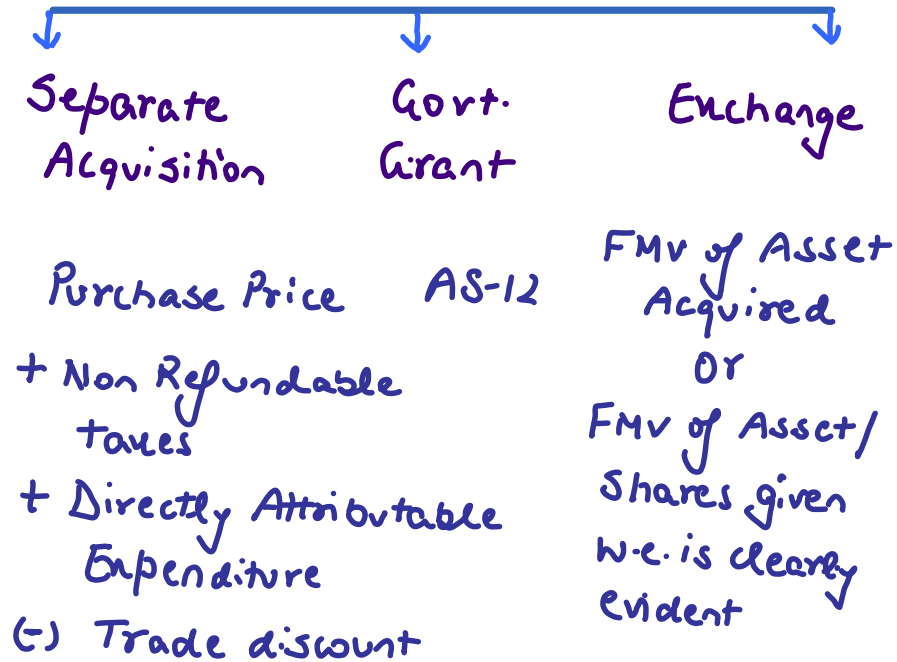 Separate
Acquisition
Purchase Price
+ Non Refundable
taxes
+ Directly Attributable
Expenditure
(-) Trade discount
Govt.
Grant
AS-12
Exchange
FMV of Asset
Acquired
or
FMV of Asset/
Shares given
w.e. is clearly
evident